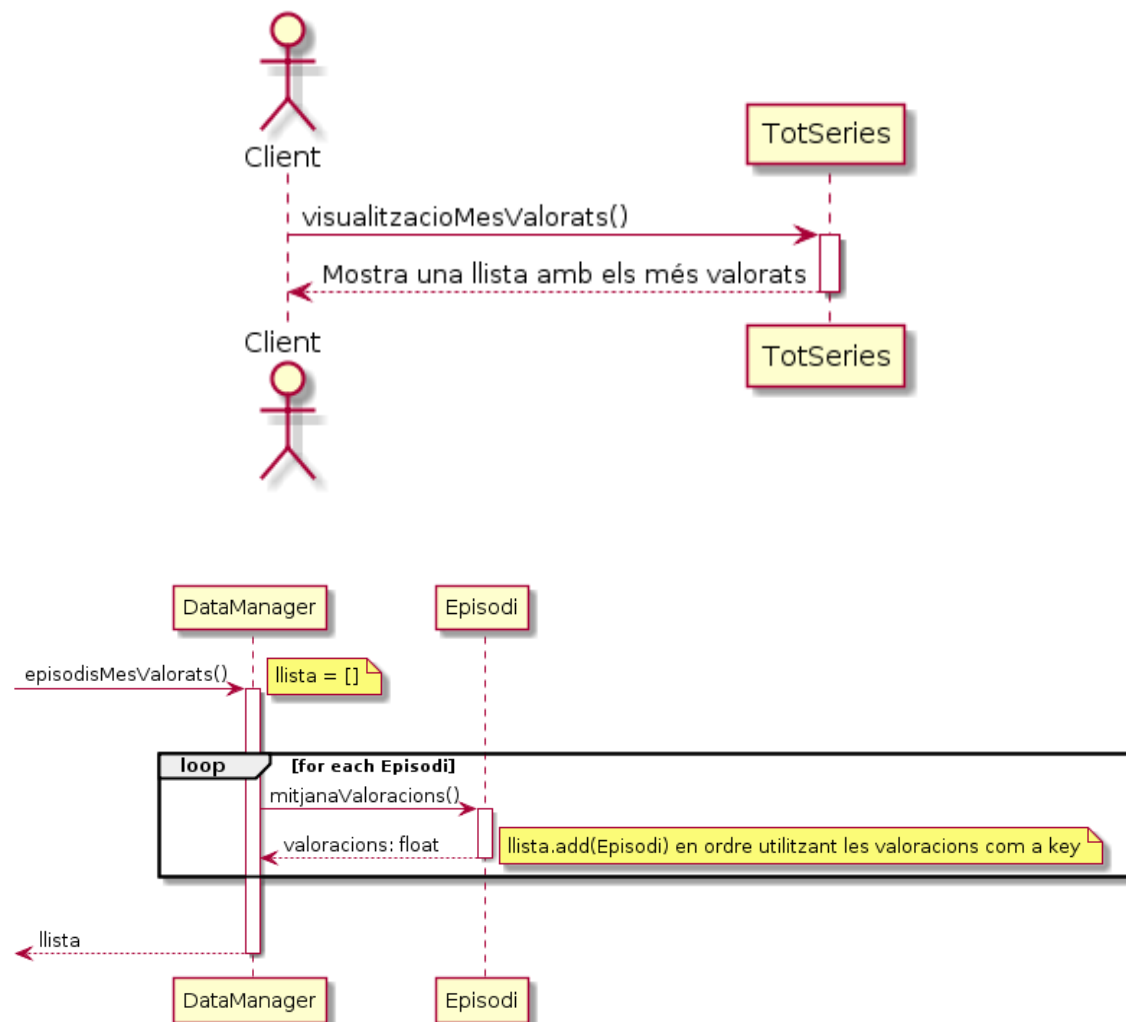 Client
TotSeries
visualitzacioMesValorats()
Mostra una llista amb els més valorats
Client
TotSeries
DataManager
Episodi
episodisMesValorats()
llista = []
loop
[for each Episodi]
mitjanaValoracions()
valoracions: float
llista.add(Episodi) en ordre utilitzant les valoracions com a key
llista
DataManager
Episodi